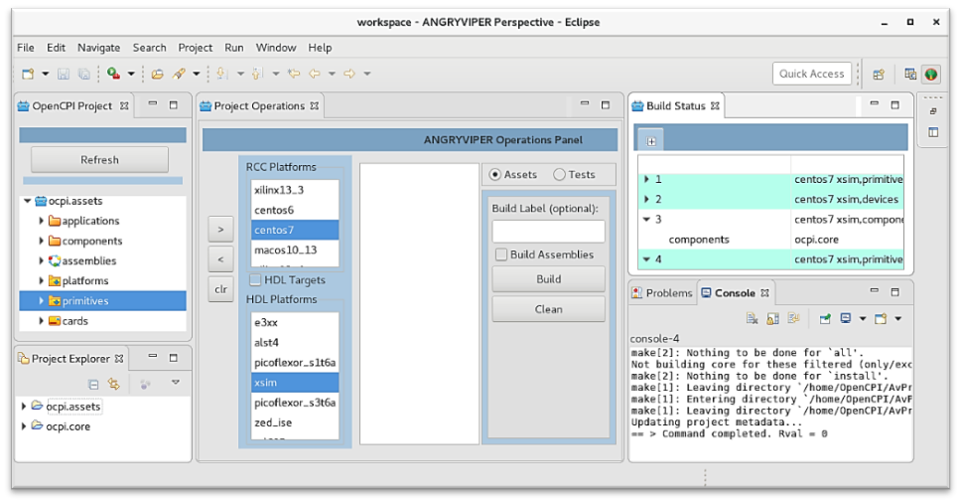 workspace - ANGRYVIPER Perspective - Eclipse
File Edit Navigate Search Project Run Window Help
Quick Access
OpenCPI Project
Refresh
ocpi.assets
applications
components
assemblies
platforms
primitives
cards
Project Explorer
ocpi.assets
ocpi.core
Project Operations
ANGRYVIPER Operations Panel
RCC Platforms
xilinx13_3
centos6
centos7
macos10_13
HDL Targets
HDL Platforms
e3xx
alst4
picoflexor_s1t6a
xsim
picoflexor_s3t6a
zed_ise
>
<
clr
Assets Tests
Build Label (optional):
Build Assemblies
Build
Clean
Build Status
1 centos7 xsim,primitive
2 centos7 xsim,devices
3 centos7 xsim,compone
components ocpi.core
4 centos7 xsim,primitive
Problems Console
console-4
make[2]: Nothing to be done for `all'.
Not building core for these filtered (only/exc
make[2]: Nothing to be done for `install'.
make[1]: Leaving directory `/home/OpenCPI/AvPr
make[1]: Entering directory `/home/OpenCPI/AvP
make[1]: Leaving directory `/home/OpenCPI/AvPr
Updating project metadata...
== > Command completed. Rval = 0